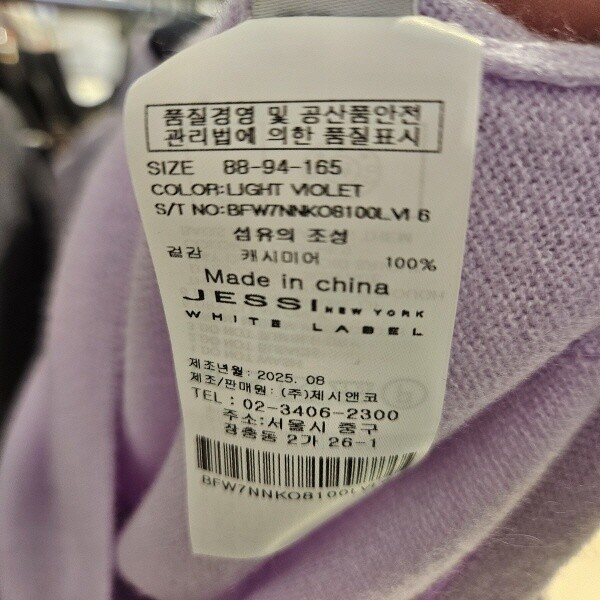 품질경영 및 공산품안전
관리법에 의한 품질표시
SIZE 88-94-165
COLOR:LIGHT VIOLET
S/T NO:BFW7NNKO8100LVI 6
섬유의 조성
겉감 캐시미어 100%
Made in china
JESSI NEW YORK
WHITE LABEL
제조년월: 2025. 08
제조/판매원: (주)제시앤코
TEL : 02-3406-2300
주소:서울시 중구
장충동 2가 26-1